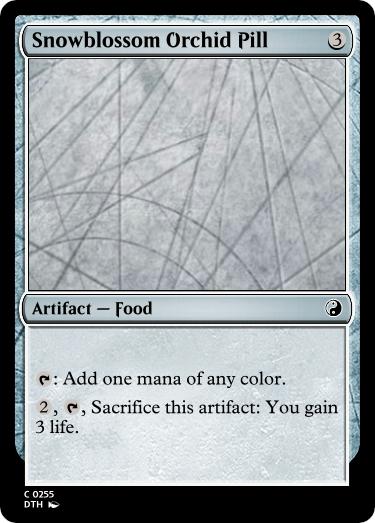 Snowblossom Orchid Pill 3
Artifact — Food
: Add one mana of any color.
2, , Sacrifice this artifact: You gain
3 life.
C 0255
DTH